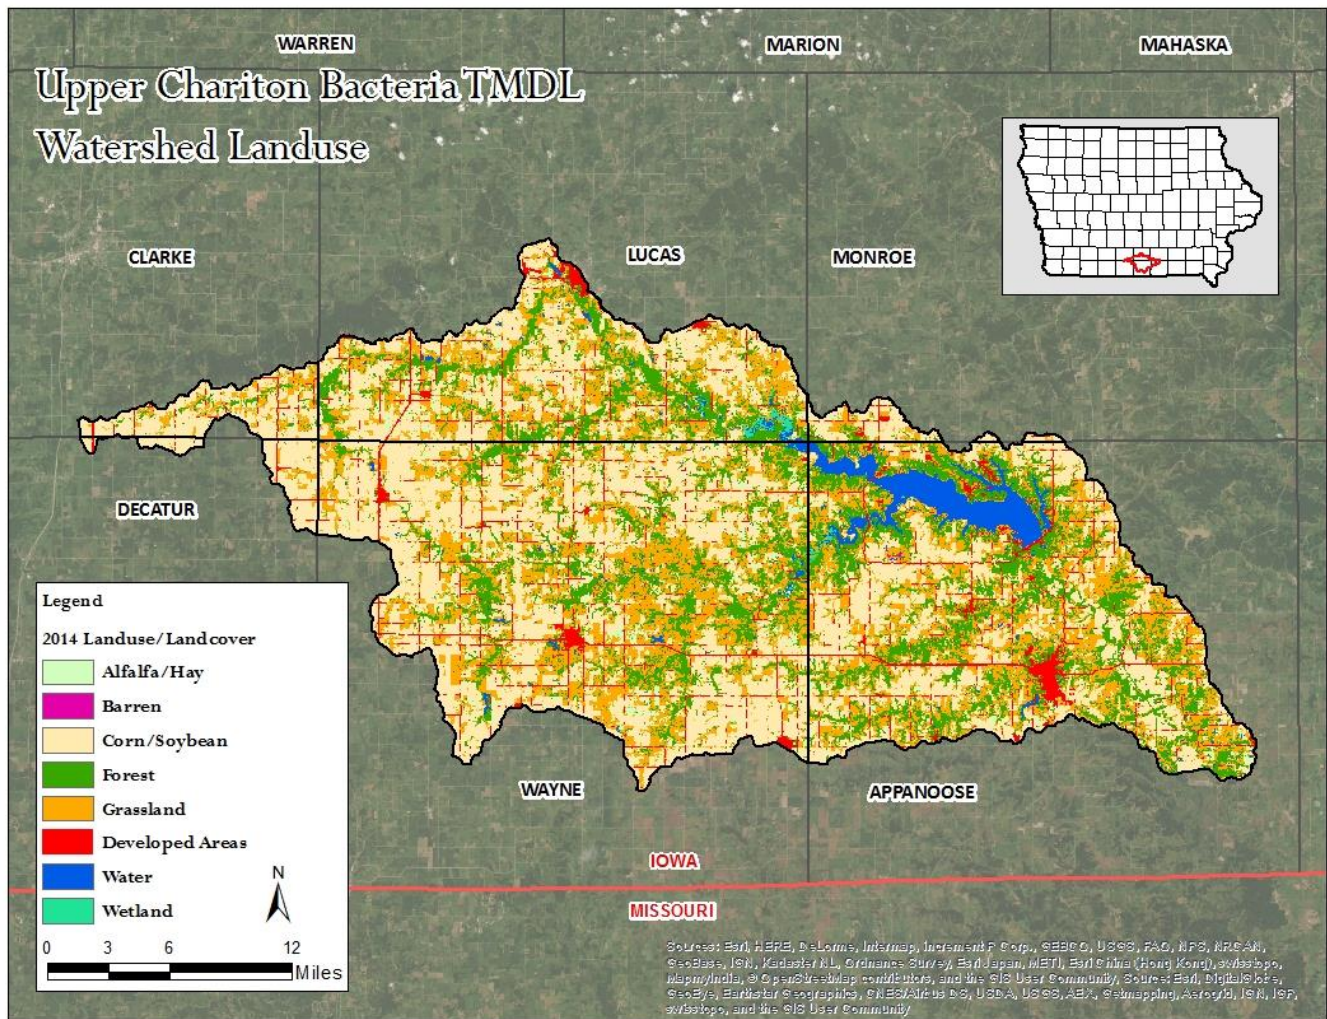 WARREN
MARION
MAHASKA
Upper Chariton Bacteria TMDL
Watershed Landuse
CLARKE
LUCAS
MONROE
DECATUR
WAYNE
APPANOOSE
IOWA
MISSOURI
Legend
2014 Landuse/Landcover
Alfalfa/Hay
Barren
Corn/Soybean
Forest
Grassland
Developed Areas
Water
Wetland
N
0 3 6 12
Miles
Sources: Esri, HERE, DeLorme, Intermap, increment P Corp., GEBCO, USGS, FAO, NPS, NRCAN,
GeoBase, IGN, Kadaster NL, Ordnance Survey, Esri Japan, METI, Esri China (Hong Kong), swisstopo,
MapmyIndia, © OpenStreetMap contributors, and the GIS User Community, Source: Esri, DigitalGlobe,
GeoEye, Earthstar Geographics, CNES/Airbus DS, USDA, USGS, AEX, Getmapping, Aerogrid, IGN, IGP,
swisstopo, and the GIS User Community